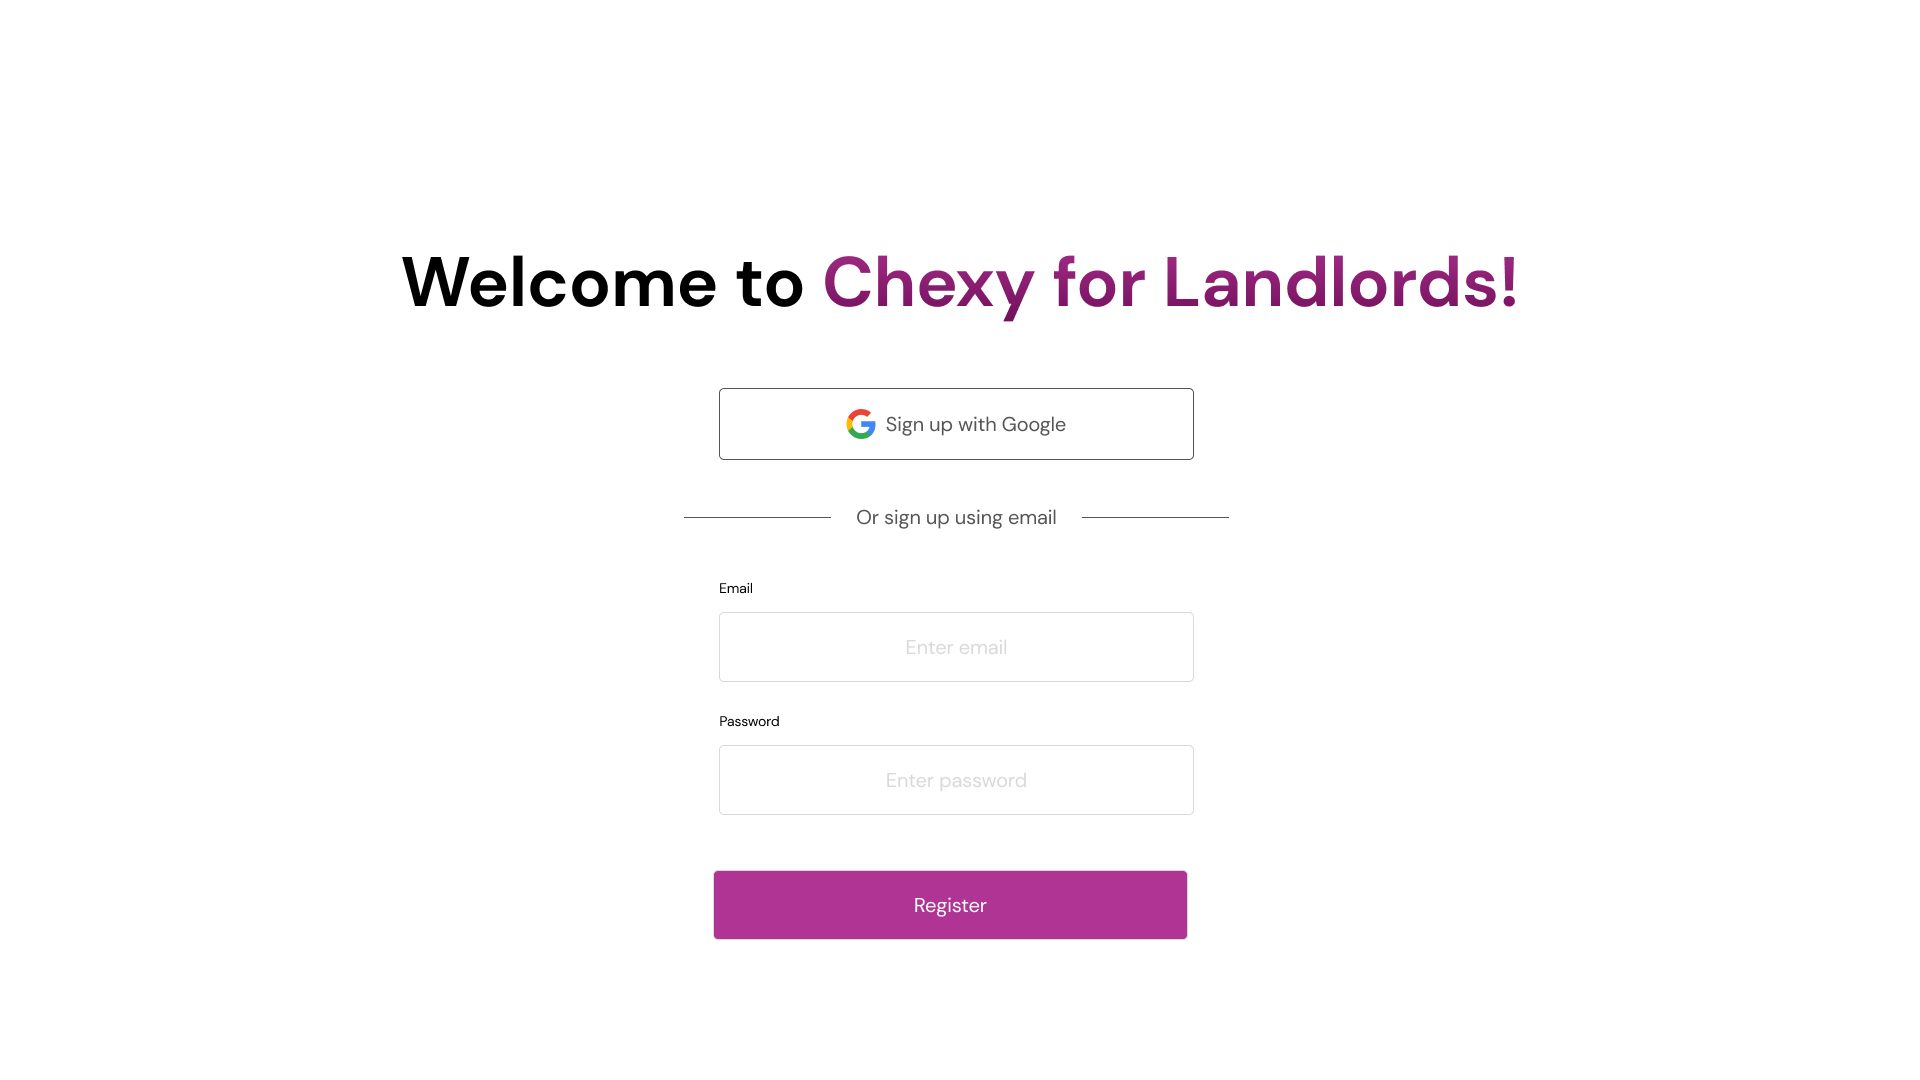 Welcome to Chexy for Landlords!
Sign up with Google
Or sign up using email
Email
Enter email
Password
Enter password
Register